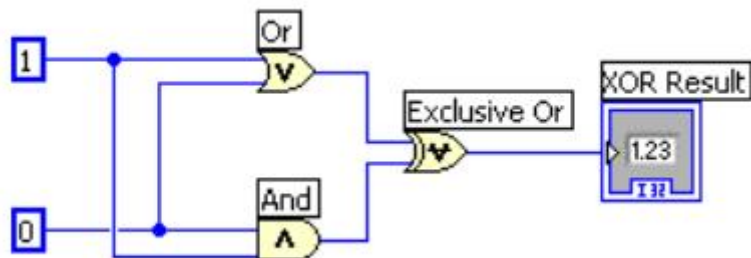 Or
1
V
XOR Result
Exclusive Or
1.23
I32
And
0
Λ